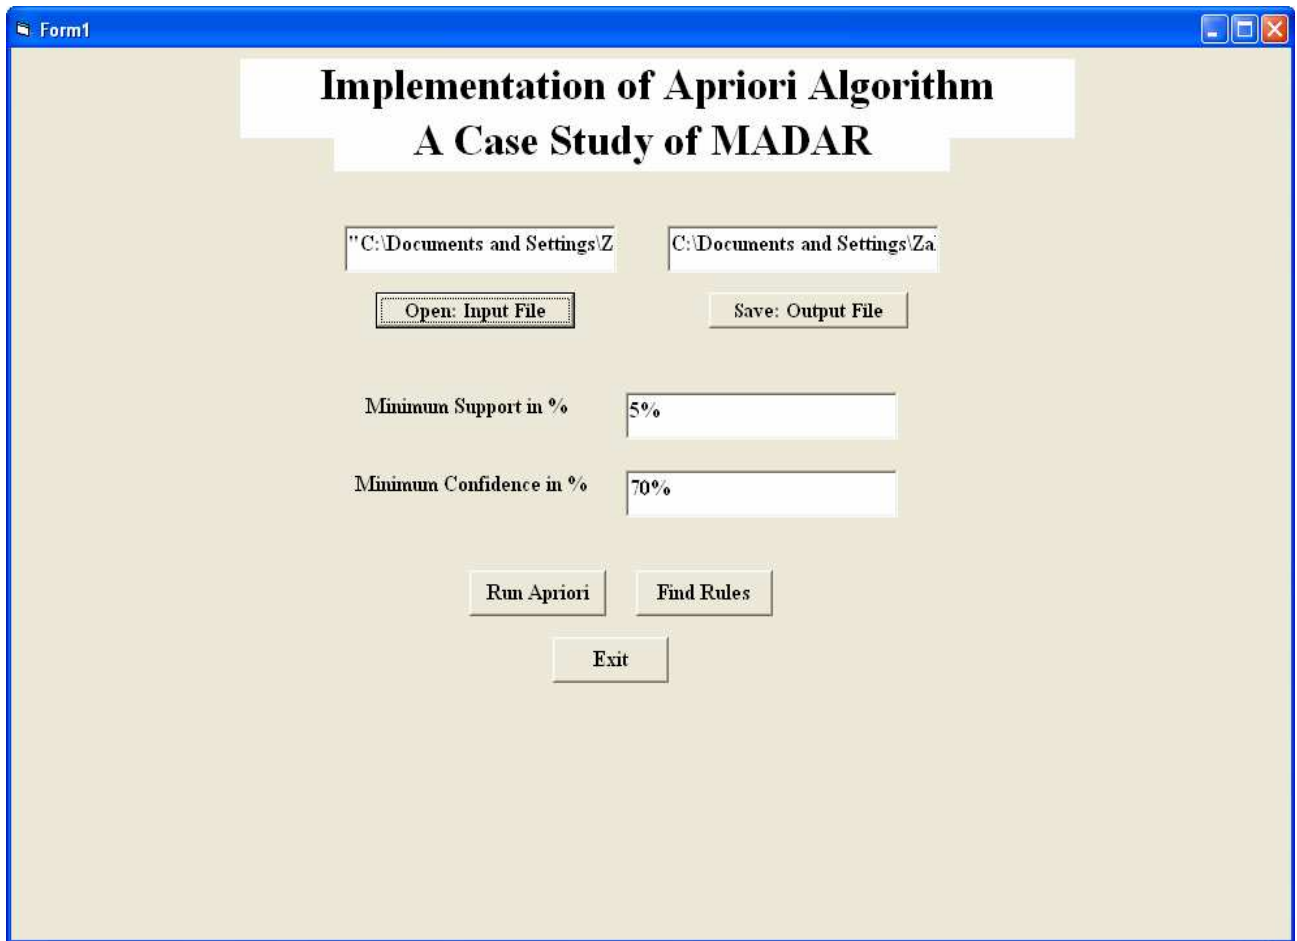 Form1
Implementation of Apriori Algorithm
A Case Study of MADAR
"C:\Documents and Settings\Z
C:\Documents and Settings\Za
Open: Input File
Save: Output File
Minimum Support in %
5%
Minimum Confidence in %
70%
Run Apriori
Find Rules
Exit